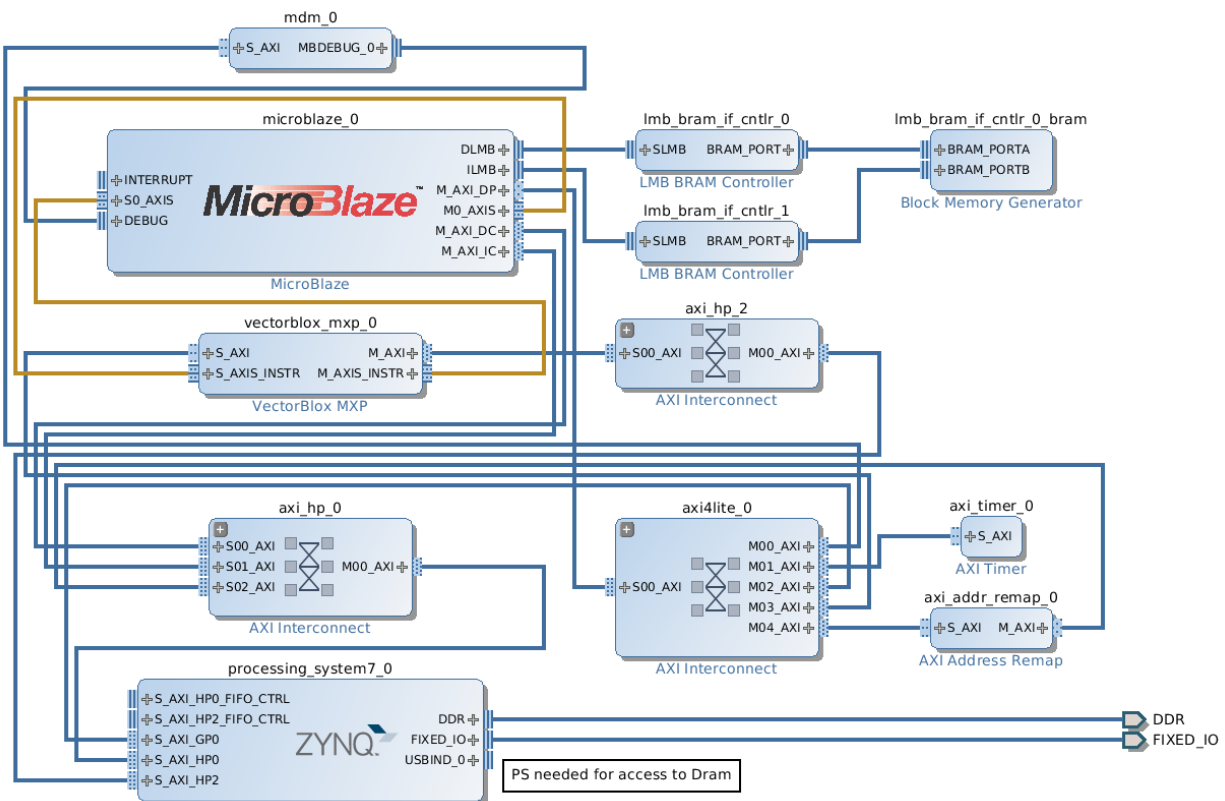 mdm_0
S_AXI MBDEBUG_0
microblaze_0
INTERRUPT
S0_AXIS
DEBUG
MicroBlaze™
DLMB
ILMB
M_AXI_DP
M0_AXIS
M_AXI_DC
M_AXI_IC
MicroBlaze
lmb_bram_if_cntlr_0
SLMB BRAM_PORT
LMB BRAM Controller
lmb_bram_if_cntlr_0_bram
BRAM_PORTA
BRAM_PORTB
Block Memory Generator
lmb_bram_if_cntlr_1
SLMB BRAM_PORT
LMB BRAM Controller
vectorblox_mxp_0
S_AXI M_AXI
S_AXIS_INSTR M_AXIS_INSTR
VectorBlox MXP
axi_hp_2
S00_AXI M00_AXI
AXI Interconnect
axi_hp_0
S00_AXI
S01_AXI M00_AXI
S02_AXI
AXI Interconnect
axi4lite_0
S00_AXI
M00_AXI
M01_AXI
M02_AXI
M03_AXI
M04_AXI
AXI Interconnect
axi_timer_0
S_AXI
AXI Timer
axi_addr_remap_0
S_AXI M_AXI
AXI Address Remap
processing_system7_0
S_AXI_HP0_FIFO_CTRL
S_AXI_HP2_FIFO_CTRL
S_AXI_GP0
S_AXI_HP0
S_AXI_HP2
ZYNQ
DDR
FIXED_IO
USBIND_0
DDR
FIXED_IO
PS needed for access to Dram